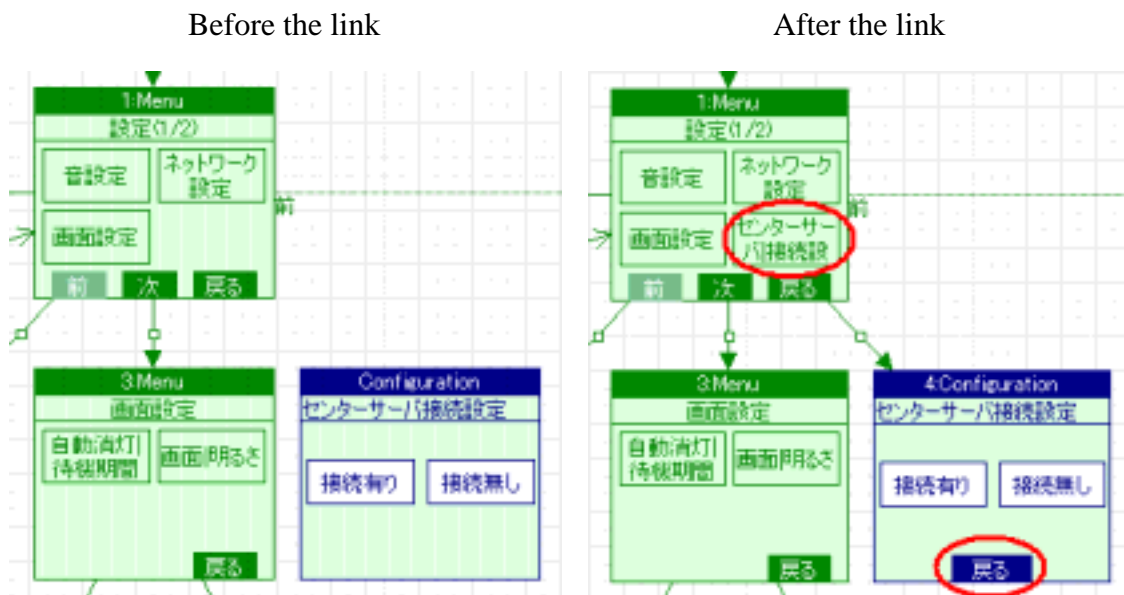 Before the link
1:Menu
設定(1/2)
音設定
ネットワーク
設定
画面設定
前
次
戻る
前
3:Menu
画面設定
自動消灯|
待機期間
画面明るさ
戻る
Configuration
センターサーバ接続設定
接続有り
接続無し
After the link
1:Menu
設定(1/2)
音設定
ネットワーク
設定
画面設定
センターサー
バ接続設
前
次
戻る
前
3:Menu
画面設定
自動消灯|
待機期間
画面明るさ
戻る
4:Configuration
センターサーバ接続設定
接続有り
接続無し
戻る